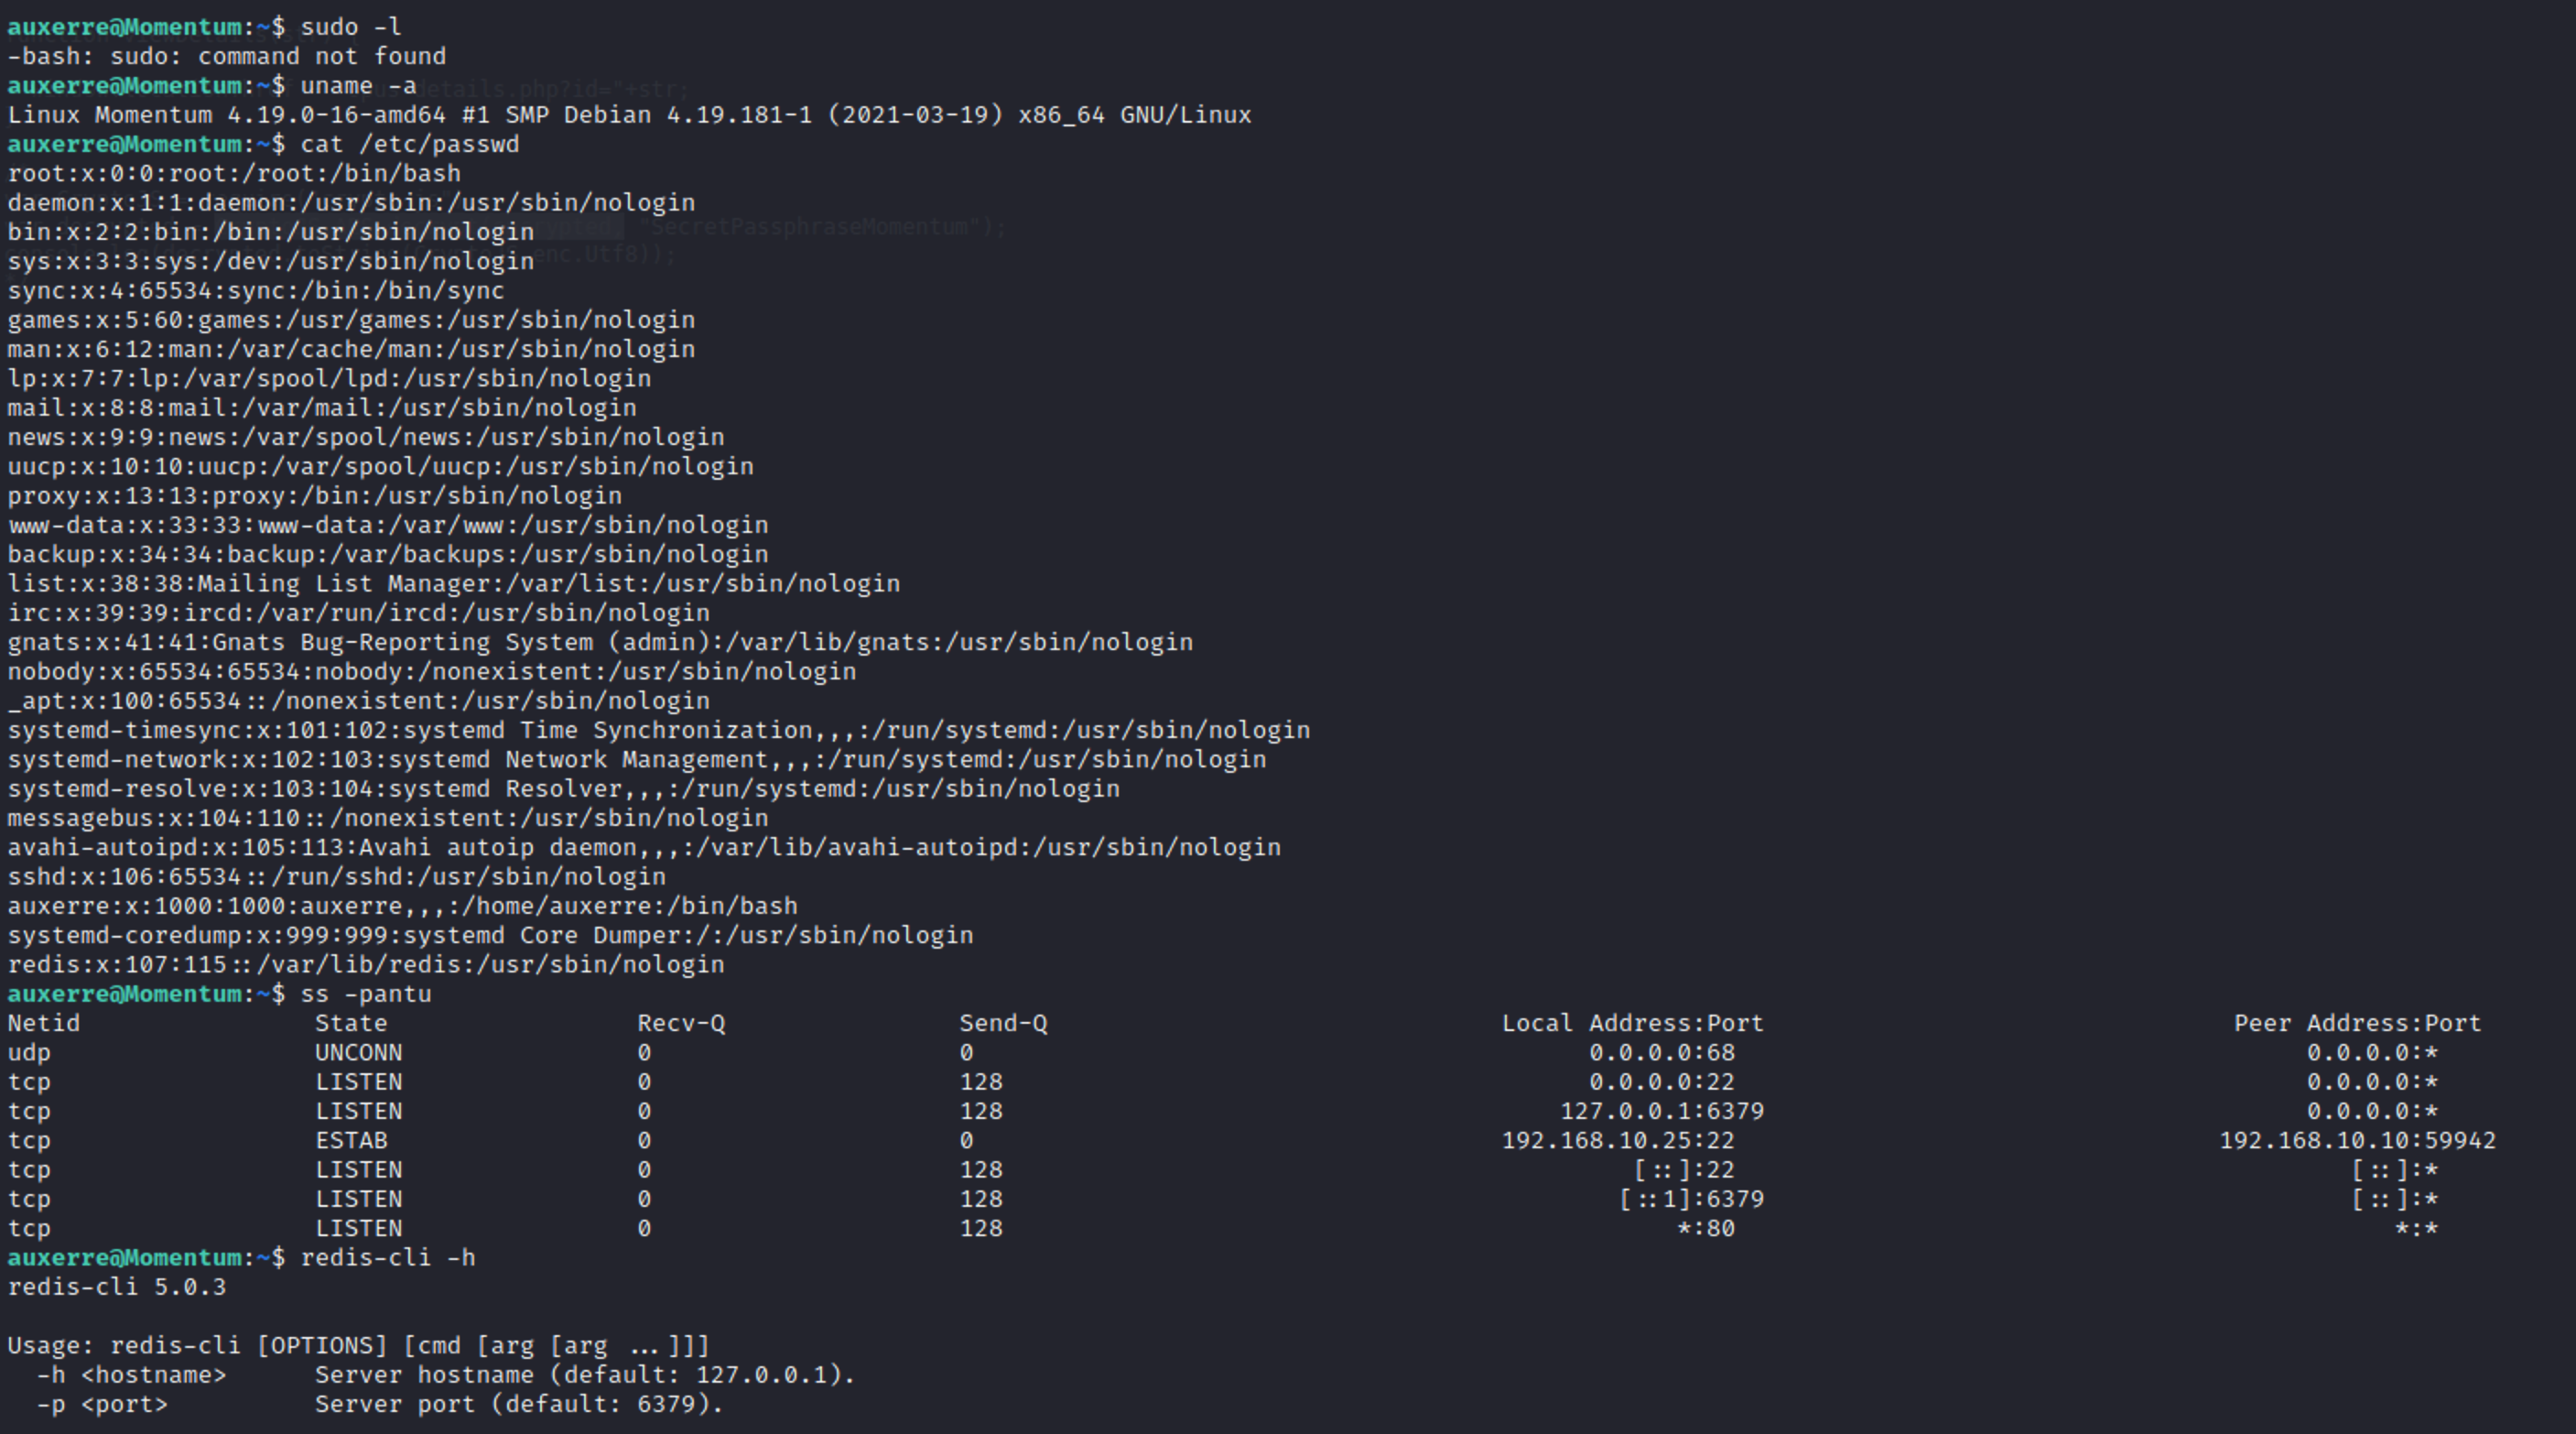 auxerre@Momentum:~$ sudo -l
-bash: sudo: command not found
auxerre@Momentum:~$ uname -a
details.php?id="+str;
Linux Momentum 4.19.0-16-amd64 #1 SMP Debian 4.19.181-1 (2021-03-19) x86_64 GNU/Linux
auxerre@Momentum:~$ cat /etc/passwd
root:x:0:0:root:/root:/bin/bash
daemon:x:1:1:daemon:/usr/sbin:/usr/sbin/nologin
"SecretPassphraseMomentum");
bin:x:2:2:bin:/bin:/usr/sbin/nologin
enc.Utf8));
sys:x:3:3:sys:/dev:/usr/sbin/nologin
sync:x:4:65534:sync:/bin:/bin/sync
games:x:5:60:games:/usr/games:/usr/sbin/nologin
man:x:6:12:man:/var/cache/man:/usr/sbin/nologin
lp:x:7:7:lp:/var/spool/lpd:/usr/sbin/nologin
mail:x:8:8:mail:/var/mail:/usr/sbin/nologin
news:x:9:9:news:/var/spool/news:/usr/sbin/nologin
uucp:x:10:10:uucp:/var/spool/uucp:/usr/sbin/nologin
proxy:x:13:13:proxy:/bin:/usr/sbin/nologin
www-data:x:33:33:www-data:/var/www:/usr/sbin/nologin
backup:x:34:34:backup:/var/backups:/usr/sbin/nologin
list:x:38:38:Mailing List Manager:/var/list:/usr/sbin/nologin
irc:x:39:39:ircd:/var/run/ircd:/usr/sbin/nologin
gnats:x:41:41:Gnats Bug-Reporting System (admin):/var/lib/gnats:/usr/sbin/nologin
nobody:x:65534:65534:nobody:/nonexistent:/usr/sbin/nologin
_apt:x:100:65534::/nonexistent:/usr/sbin/nologin
systemd-timesync:x:101:102:systemd Time Synchronization,,,:/run/systemd:/usr/sbin/nologin
systemd-network:x:102:103:systemd Network Management,,,:/run/systemd:/usr/sbin/nologin
systemd-resolve:x:103:104:systemd Resolver,,,:/run/systemd:/usr/sbin/nologin
messagebus:x:104:110::/nonexistent:/usr/sbin/nologin
avahi-autoipd:x:105:113:Avahi autoip daemon,,,:/var/lib/avahi-autoipd:/usr/sbin/nologin
sshd:x:106:65534::/run/sshd:/usr/sbin/nologin
auxerre:x:1000:1000:auxerre,,,:/home/auxerre:/bin/bash
systemd-coredump:x:999:999:systemd Core Dumper:/:/usr/sbin/nologin
redis:x:107:115::/var/lib/redis:/usr/sbin/nologin
auxerre@Momentum:~$ ss -pantu
Netid State Recv-Q Send-Q Local Address:Port Peer Address:Port
udp UNCONN 0 0 0.0.0.0:68 0.0.0.0:*
tcp LISTEN 0 128 0.0.0.0:22 0.0.0.0:*
tcp LISTEN 0 128 127.0.0.1:6379 0.0.0.0:*
tcp ESTAB 0 0 192.168.10.25:22 192.168.10.10:59942
tcp LISTEN 0 128 [::]:22 [::]:*
tcp LISTEN 0 128 [::1]:6379 [::]:*
tcp LISTEN 0 128 *:80 *:*
auxerre@Momentum:~$ redis-cli -h
redis-cli 5.0.3
Usage: redis-cli [OPTIONS] [cmd [arg [arg ...]]]
-h <hostname> Server hostname (default: 127.0.0.1).
-p <port> Server port (default: 6379).